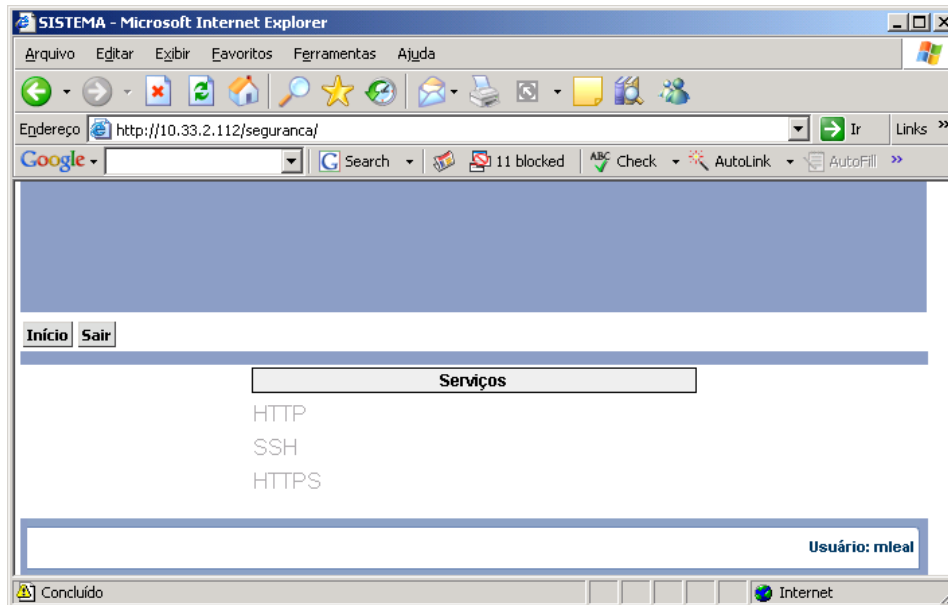 SISTEMA - Microsoft Internet Explorer
Arquivo Editar Exibir Favoritos Ferramentas Ajuda
Endereço http://10.33.2.112/seguranca/ Ir Links »
Google Search 11 blocked ABC Check AutoLink AutoFill »
Início Sair
Serviços
HTTP
SSH
HTTPS
Usuário: mleal
Concluído Internet